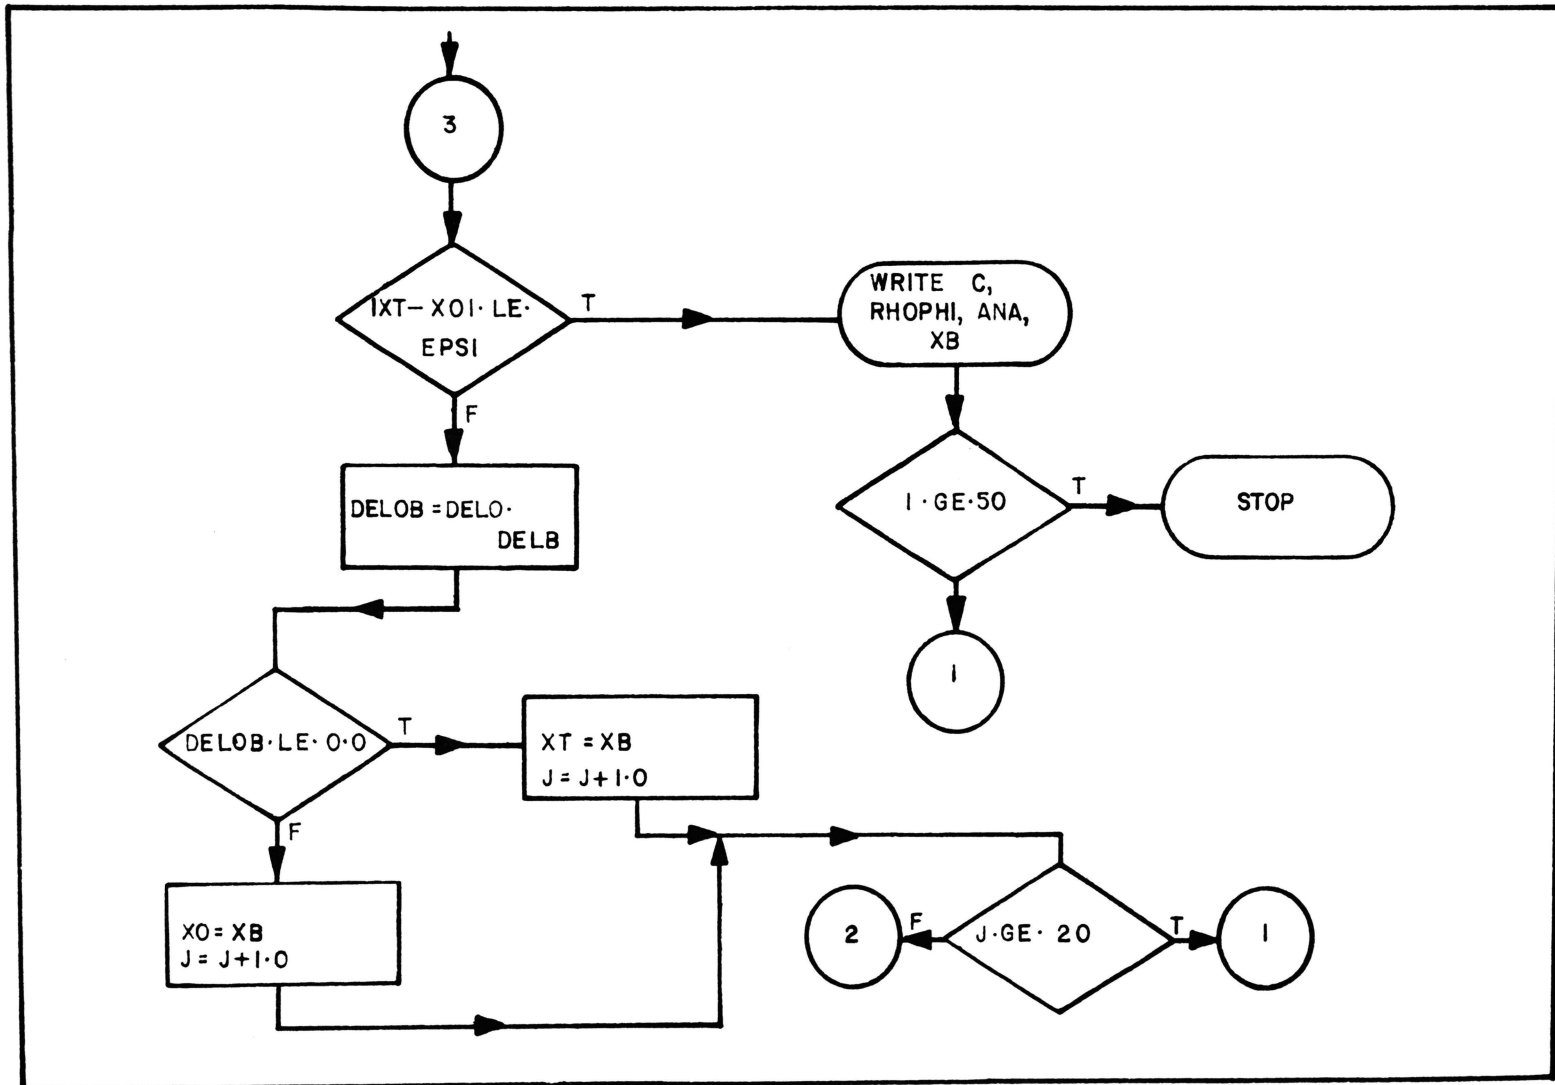 3
|XT-XO|·LE·
EPSI
T
WRITE C,
RHOPHI, ANA,
XB
F
DELOB=DELO·
DELB
I·GE·50
T
STOP
1
DELOB·LE·0·0
T
XT=XB
J=J+1·0
F
XO=XB
J=J+1·0
2
F
J·GE·20
T
1